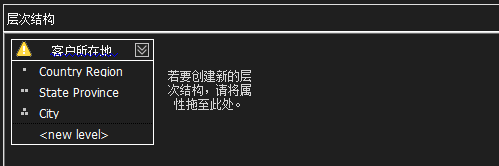 层次结构
客户所在地
Country Region
State Province
City
<new level>
若要创建新的层
次结构，请将属
性拖至此处。